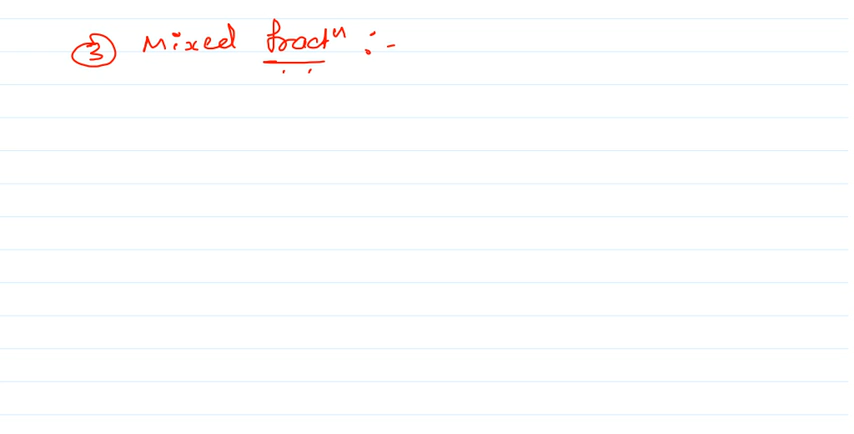 ③ Mixed fractⁿ :-